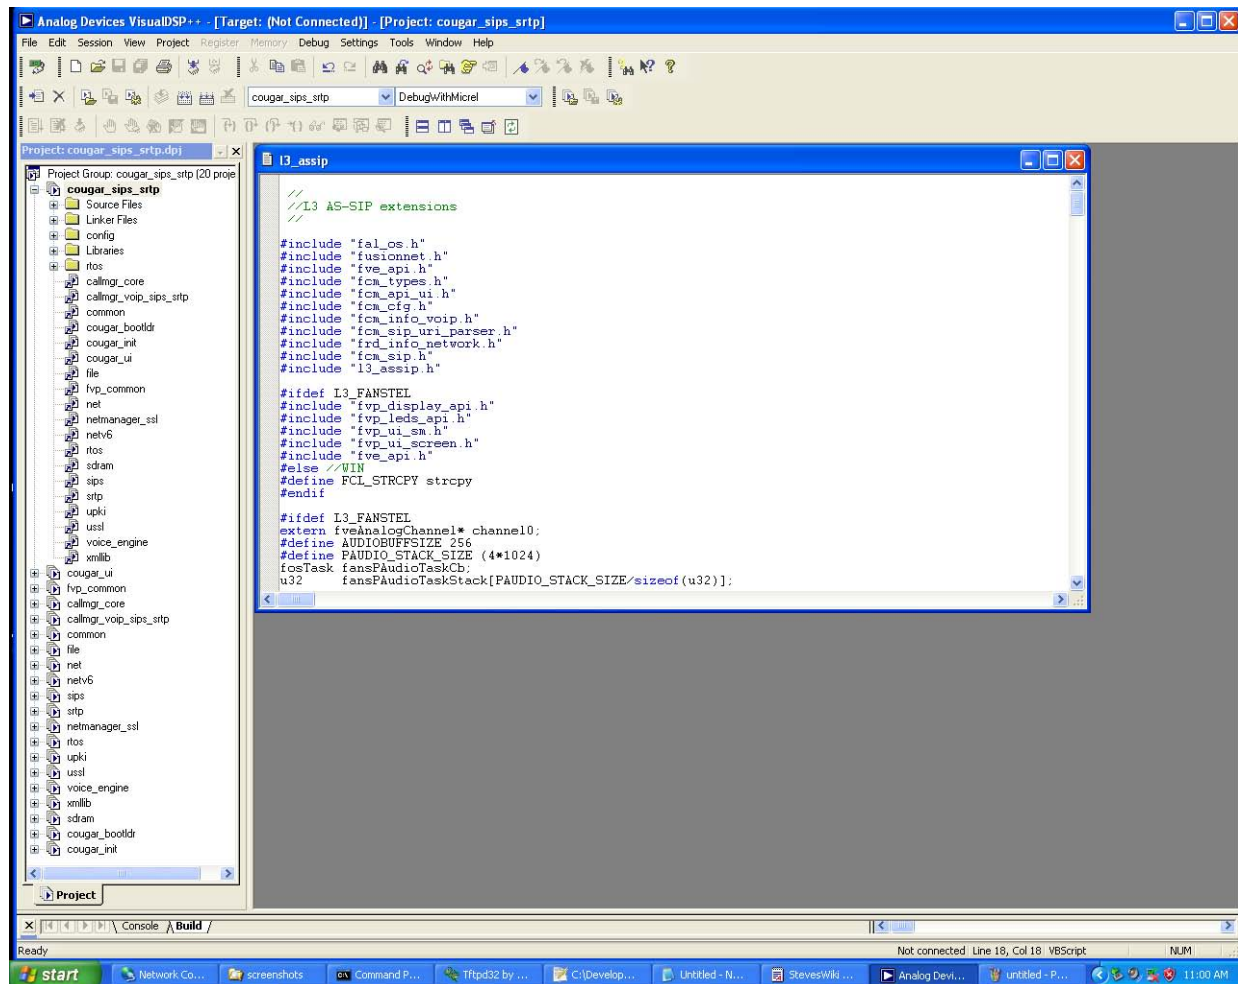 Analog Devices VisualDSP++ - [Target: (Not Connected)] - [Project: cougar_sips_srtp]
File Edit Session View Project Register Memory Debug Settings Tools Window Help
cougar_sips_srtp DebugWithMicrel
Project: cougar_sips_srtp.dpj
Project Group: cougar_sips_srtp (20 proje
cougar_sips_srtp
Source Files
Linker Files
config
Libraries
rtos
callmgr_core
callmgr_voip_sips_srtp
common
cougar_bootldr
cougar_init
cougar_ui
file
fvp_common
net
netmanager_ssl
netv6
rtos
sdram
sips
srtp
upki
ussl
voice_engine
xmllib
cougar_ui
fvp_common
callmgr_core
callmgr_voip_sips_srtp
common
file
net
netv6
sips
srtp
netmanager_ssl
rtos
upki
ussl
voice_engine
xmllib
sdram
cougar_bootldr
cougar_init
Project
l3_assip
//
//L3 AS-SIP extensions
//
#include "fal_os.h"
#include "fusionnet.h"
#include "fve_api.h"
#include "fcm_types.h"
#include "fcm_api_ui.h"
#include "fcm_cfg.h"
#include "fcm_info_voip.h"
#include "fcm_sip_uri_parser.h"
#include "frd_info_network.h"
#include "fcm_sip.h"
#include "l3_assip.h"
#ifdef L3_FANSTEL
#include "fvp_display_api.h"
#include "fvp_leds_api.h"
#include "fvp_ui_sm.h"
#include "fvp_ui_screen.h"
#include "fve_api.h"
#else //WIN
#define FCL_STRCPY strcpy
#endif
#ifdef L3_FANSTEL
extern fveAnalogChannel* channel0;
#define AUDIOBUFFSIZE 256
#define PAUDIO_STACK_SIZE (4*1024)
fosTask fansPAudioTaskCb;
u32 fansPAudioTaskStack[PAUDIO_STACK_SIZE/sizeof(u32)];
Console Build
Ready Not connected Line 18, Col 18 VBScript NUM
start Network Co... screenshots Command P... Tftpd32 by ... C:\Develop... Untitled - N... StevesWiki ... Analog Devi... untitled - P... 11:00 AM